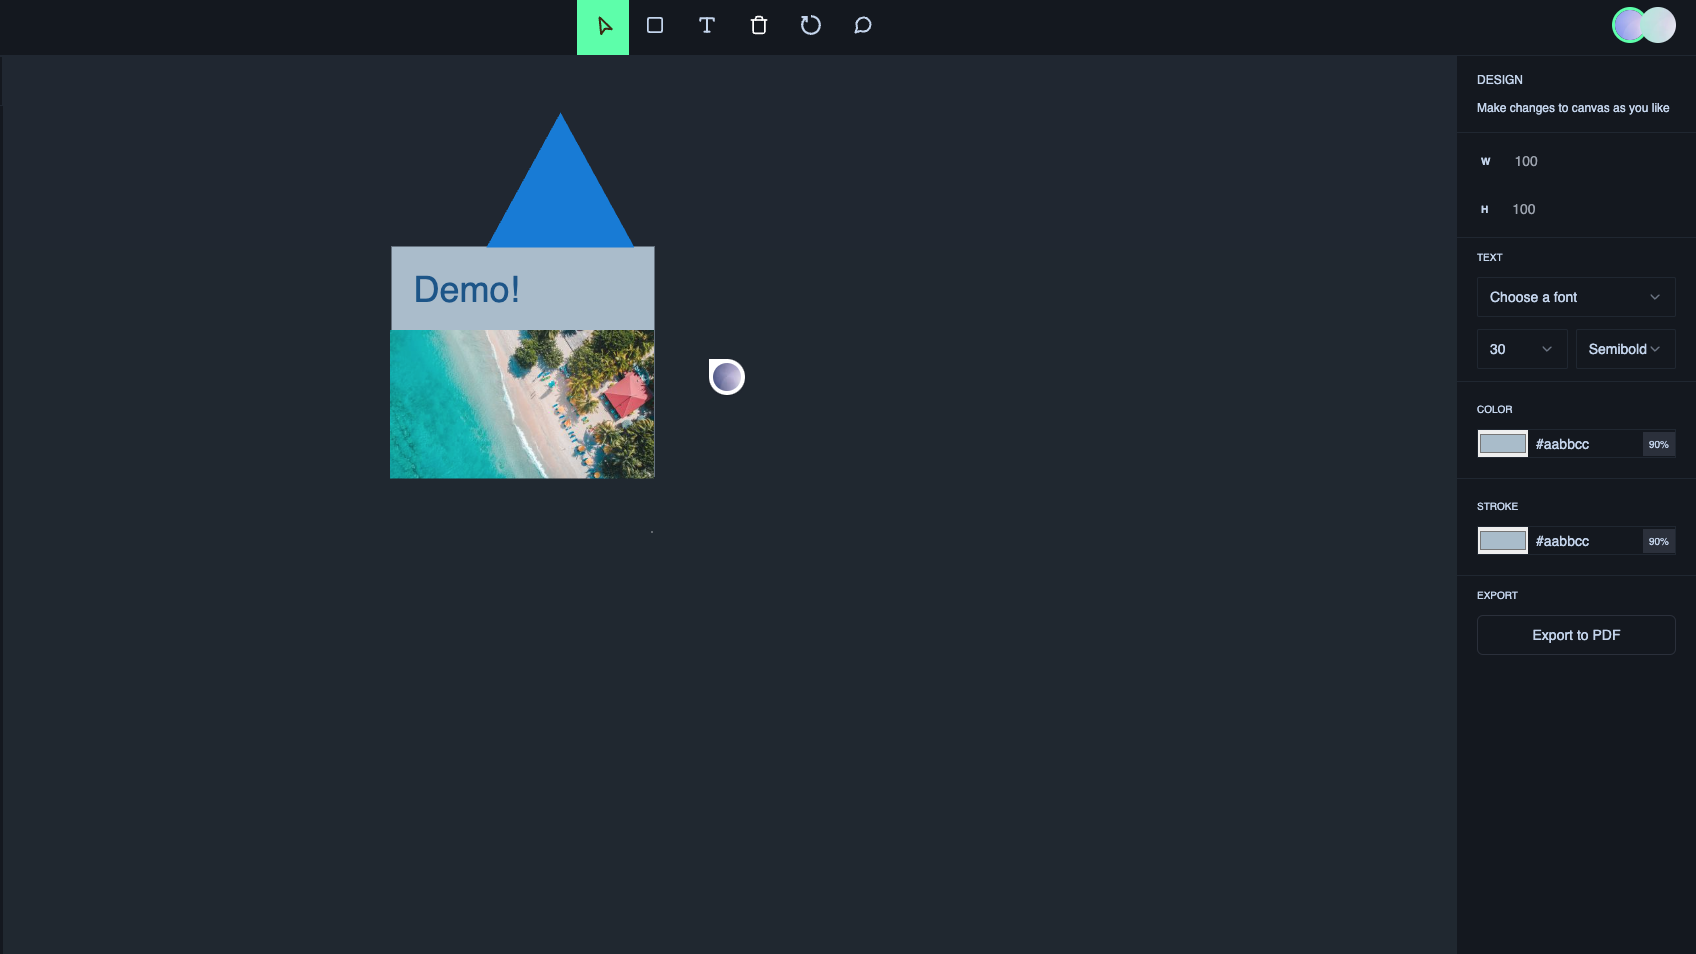 DESIGN
Make changes to canvas as you like
W 100
H 100
TEXT
Choose a font
30 Semibold
COLOR
#aabbcc 90%
STROKE
#aabbcc 90%
EXPORT
Export to PDF
Demo!